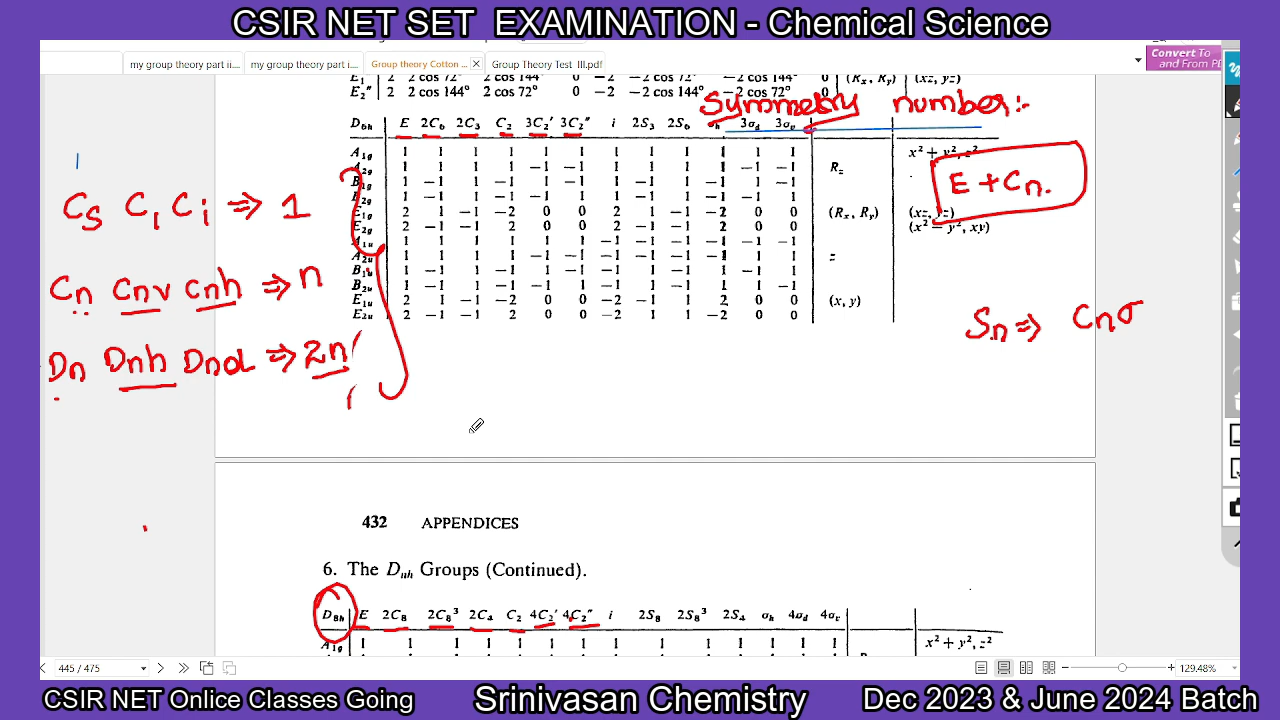 CSIR NET SET EXAMINATION - Chemical Science
my group theory part ii... my group theory part i... Group theory Cotton ... × Group Theory Test III.pdf
Convert To
and From PD
E₁″ 2 2 cos 72° 2 cos 144° 0 −2 −2 cos 72° −2 cos 144° 0 (Rx, Ry) (xz, yz)
E₂″ 2 2 cos 144° 2 cos 72° 0 −2 −2 cos 144° −2 cos 72° 0
Symmetry number:-
D₆h E 2C₆ 2C₃ C₂ 3C₂′ 3C₂″ i 2S₃ 2S₆ σh 3σd 3σv
A₁g 1 1 1 1 1 1 1 1 1 1 1 1 x² + y², z²
A₂g 1 1 1 1 −1 −1 1 1 1 1 −1 −1 Rz
B₁g 1 −1 1 −1 1 −1 1 −1 1 −1 1 −1
B₂g 1 −1 1 −1 −1 1 1 −1 1 −1 −1 1
E₁g 2 1 −1 −2 0 0 2 1 −1 −2 0 0 (Rx, Ry) (xz, yz)
E₂g 2 −1 −1 2 0 0 2 −1 −1 2 0 0 (x² − y², xy)
A₁u 1 1 1 1 1 1 −1 −1 −1 −1 −1 −1
A₂u 1 1 1 1 −1 −1 −1 −1 −1 −1 1 1 z
B₁u 1 −1 1 −1 1 −1 −1 1 −1 1 −1 1
B₂u 1 −1 1 −1 −1 1 −1 1 −1 1 1 −1
E₁u 2 1 −1 −2 0 0 −2 −1 1 2 0 0 (x, y)
E₂u 2 −1 −1 2 0 0 −2 1 1 −2 0 0
E + Cn.
Cs C₁ Ci ⇒ 1
Cn Cnv Cnh ⇒ n
Dn Dnh Dnd ⇒ 2n
Sn ⇒ Cnσ
432 APPENDICES
6. The Dnh Groups (Continued).
D₈h E 2C₈ 2C₈³ 2C₄ C₂ 4C₂′ 4C₂″ i 2S₈ 2S₈³ 2S₄ σh 4σd 4σv
A₁g 1 1 1 1 1 1 1 1 1 1 1 1 1 1 x² + y², z²
445 / 475 129.48%
CSIR NET Onlice Classes Going Srinivasan Chemistry Dec 2023 & June 2024 Batch